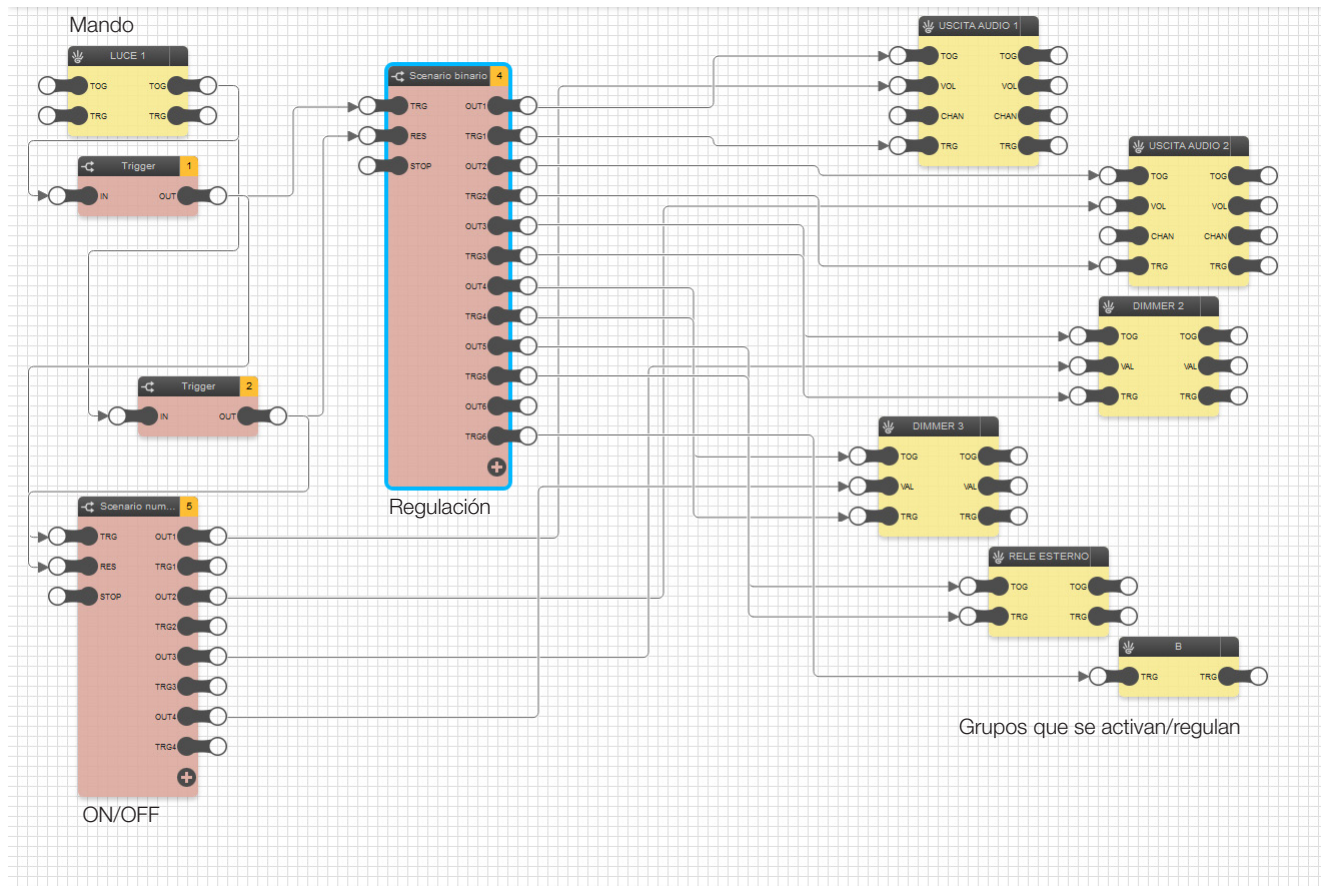 Mando
LUCE 1
TOG TOG
TRG TRG
Trigger 1
IN OUT
Trigger 2
IN OUT
Scenario num... 5
TRG OUT1
RES TRG1
STOP OUT2
TRG2
OUT3
TRG3
OUT4
TRG4
ON/OFF
Scenario binario 4
TRG OUT1
RES TRG1
STOP OUT2
TRG2
OUT3
TRG3
OUT4
TRG4
OUT5
TRG5
OUT6
TRG6
Regulación
USCITA AUDIO 1
TOG TOG
VOL VOL
CHAN CHAN
TRG TRG
USCITA AUDIO 2
TOG TOG
VOL VOL
CHAN CHAN
TRG TRG
DIMMER 2
TOG TOG
VAL VAL
TRG TRG
DIMMER 3
TOG TOG
VAL VAL
TRG TRG
RELE ESTERNO
TOG TOG
TRG TRG
B
TRG TRG
Grupos que se activan/regulan